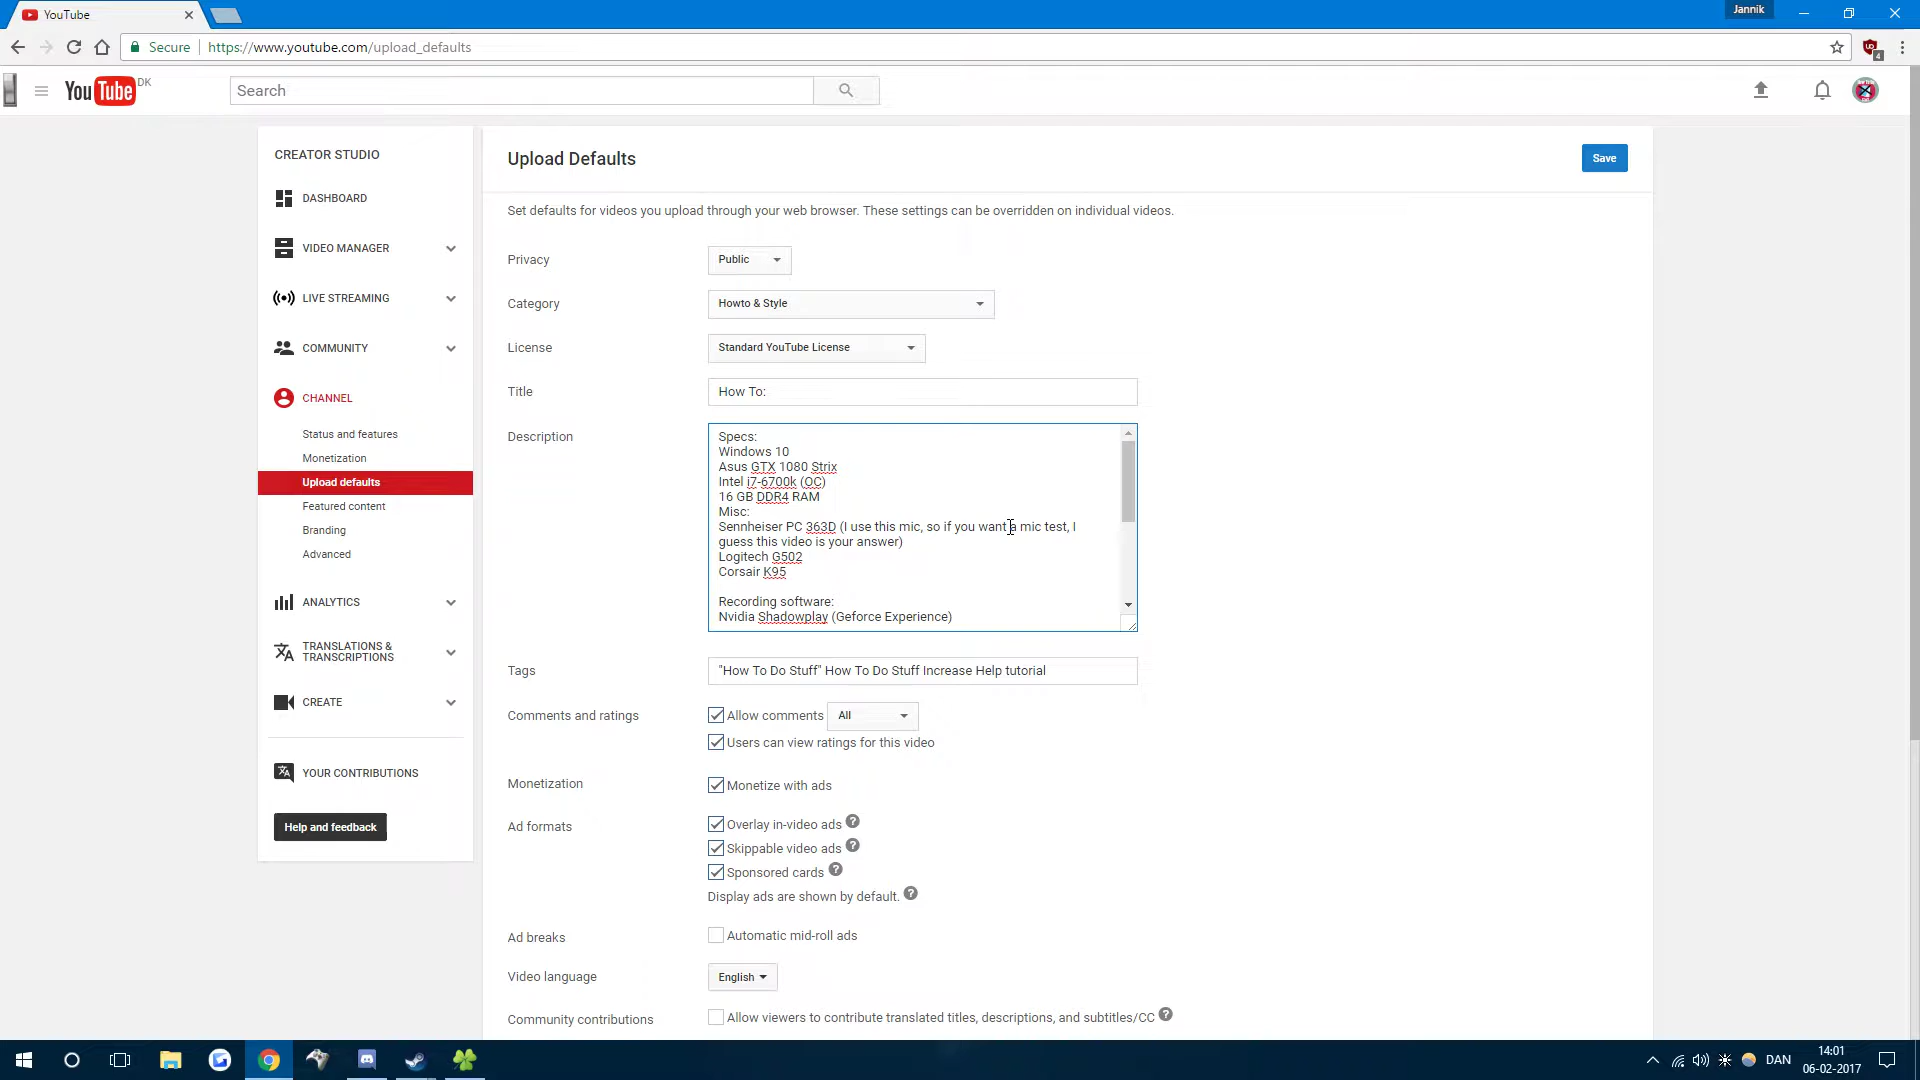 YouTube
Jannik
Secure https://www.youtube.com/upload_defaults
4
YouTube DK
Search
CREATOR STUDIO
DASHBOARD
VIDEO MANAGER
LIVE STREAMING
COMMUNITY
CHANNEL
Status and features
Monetization
Upload defaults
Featured content
Branding
Advanced
ANALYTICS
TRANSLATIONS &
TRANSCRIPTIONS
CREATE
YOUR CONTRIBUTIONS
Help and feedback
Upload Defaults
Save
Set defaults for videos you upload through your web browser. These settings can be overridden on individual videos.
Privacy Public
Category Howto & Style
License Standard YouTube License
Title How To:
Description
Specs:
Windows 10
Asus GTX 1080 Strix
Intel i7-6700k (OC)
16 GB DDR4 RAM
Misc:
Sennheiser PC 363D (I use this mic, so if you want a mic test, I
guess this video is your answer)
Logitech G502
Corsair K95
Recording software:
Nvidia Shadowplay (Geforce Experience)
Tags "How To Do Stuff" How To Do Stuff Increase Help tutorial
Comments and ratings Allow comments All
Users can view ratings for this video
Monetization Monetize with ads
Ad formats Overlay in-video ads ?
Skippable video ads ?
Sponsored cards ?
Display ads are shown by default. ?
Ad breaks Automatic mid-roll ads
Video language English
Community contributions Allow viewers to contribute translated titles, descriptions, and subtitles/CC ?
DAN
14:01
06-02-2017